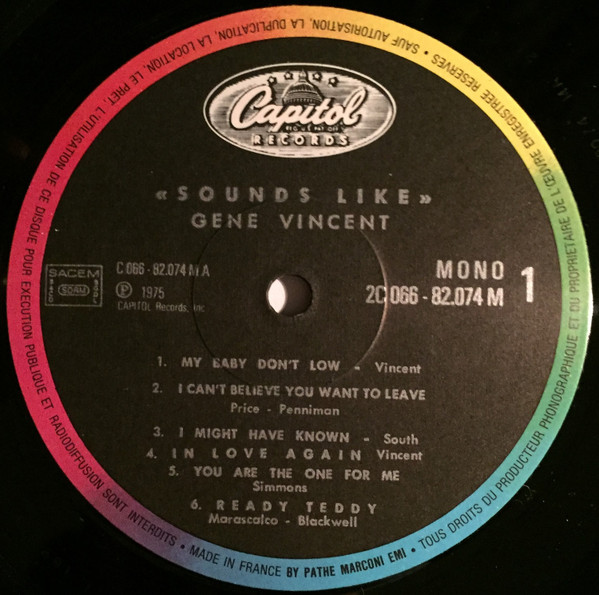 Capitol
REG. U.S. PAT. OFF.
RECORDS
«SOUNDS LIKE»
GENE VINCENT
SACEM
SDRM
C 066 - 82.074 M A
℗ 1975
CAPITOL Records, Inc
MONO 1
2C 066 - 82.074 M
1. MY BABY DON'T LOW - Vincent
2. I CAN'T BELIEVE YOU WANT TO LEAVE
Price - Penniman
3. I MIGHT HAVE KNOWN - South
4. IN LOVE AGAIN Vincent
5. YOU ARE THE ONE FOR ME
Simmons
6. READY TEDDY
Marascalco - Blackwell
• MADE IN FRANCE BY PATHE MARCONI EMI • TOUS DROITS DU PRODUCTEUR PHONOGRAPHIQUE ET DU PROPRIETAIRE DE L'ŒUVRE ENREGISTREE RESERVES • SAUF AUTORISATION, LA DUPLICATION, LA LOCATION, LE PRET, L'UTILISATION DE CE DISQUE POUR EXECUTION PUBLIQUE ET RADIODIFFUSION SONT INTERDITS